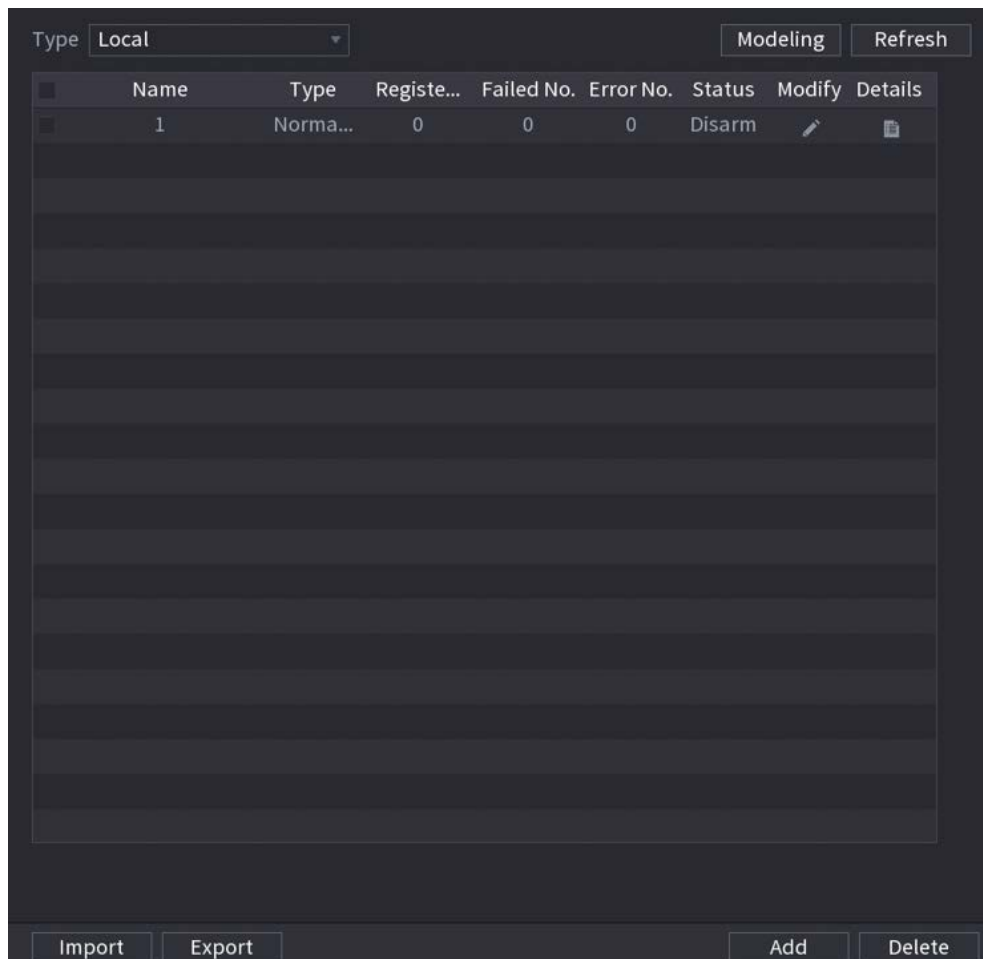 Type Local Modeling Refresh
Name Type Registe... Failed No. Error No. Status Modify Details
1 Norma... 0 0 0 Disarm
Import Export Add Delete